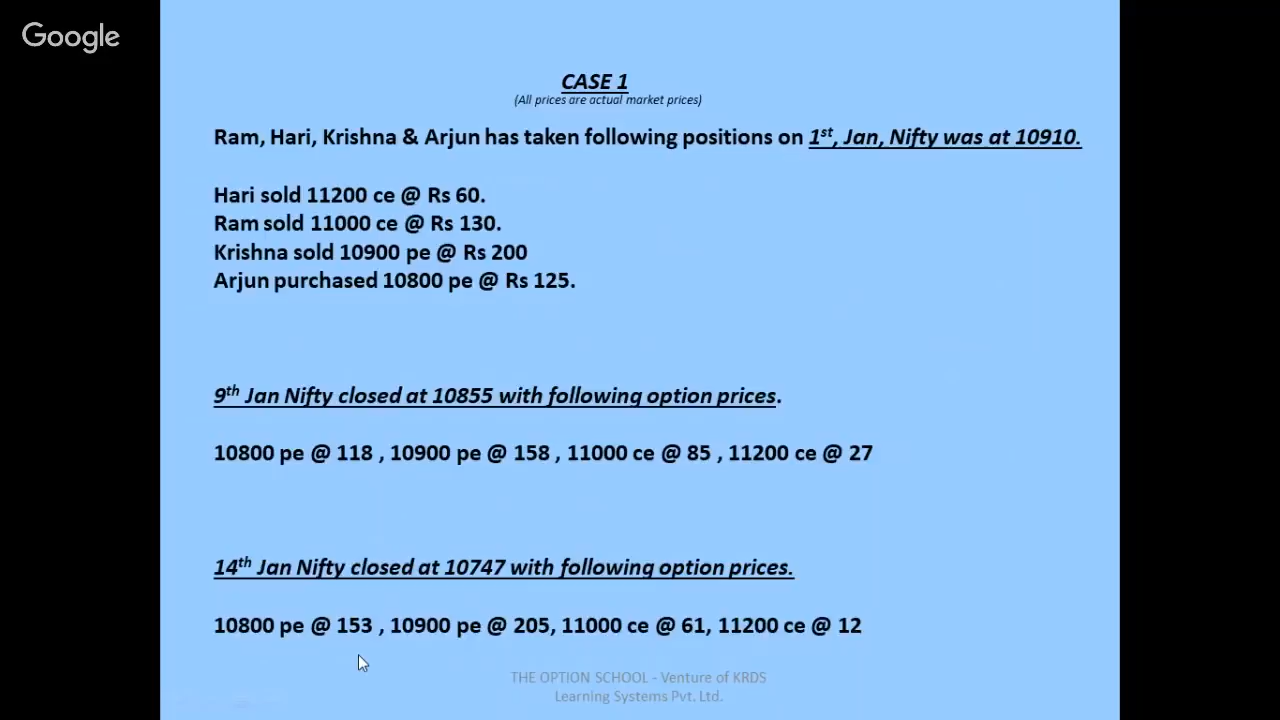 Google
CASE 1
(All prices are actual market prices)
Ram, Hari, Krishna & Arjun has taken following positions on 1st, Jan, Nifty was at 10910.
Hari sold 11200 ce @ Rs 60.
Ram sold 11000 ce @ Rs 130.
Krishna sold 10900 pe @ Rs 200
Arjun purchased 10800 pe @ Rs 125.
9th Jan Nifty closed at 10855 with following option prices.
10800 pe @ 118 , 10900 pe @ 158 , 11000 ce @ 85 , 11200 ce @ 27
14th Jan Nifty closed at 10747 with following option prices.
10800 pe @ 153 , 10900 pe @ 205, 11000 ce @ 61, 11200 ce @ 12
THE OPTION SCHOOL - Venture of KRDS
Learning Systems Pvt. Ltd.